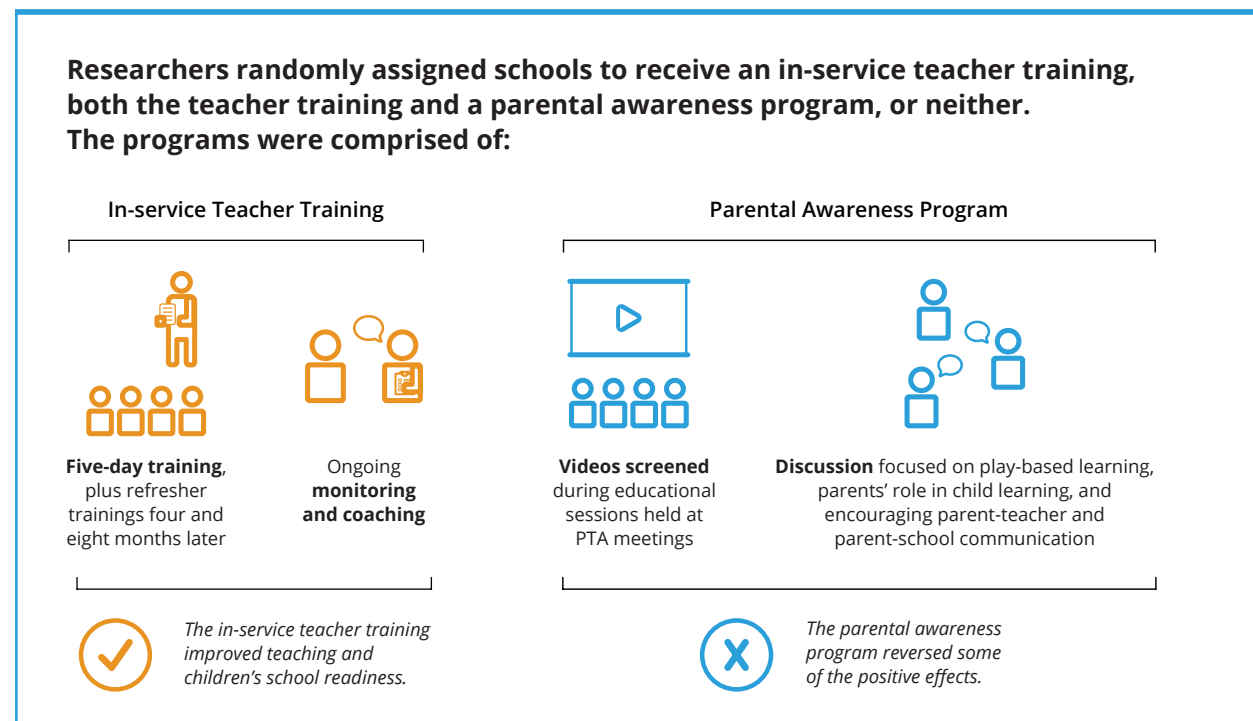 Researchers randomly assigned schools to receive an in-service teacher training,
both the teacher training and a parental awareness program, or neither.
The programs were comprised of:
In-service Teacher Training
Five-day training,
plus refresher
trainings four and
eight months later
Ongoing
monitoring
and coaching
The in-service teacher training
improved teaching and
children’s school readiness.
Parental Awareness Program
Videos screened
during educational
sessions held at
PTA meetings
Discussion focused on play-based learning,
parents’ role in child learning, and
encouraging parent-teacher and
parent-school communication
The parental awareness
program reversed some
of the positive effects.